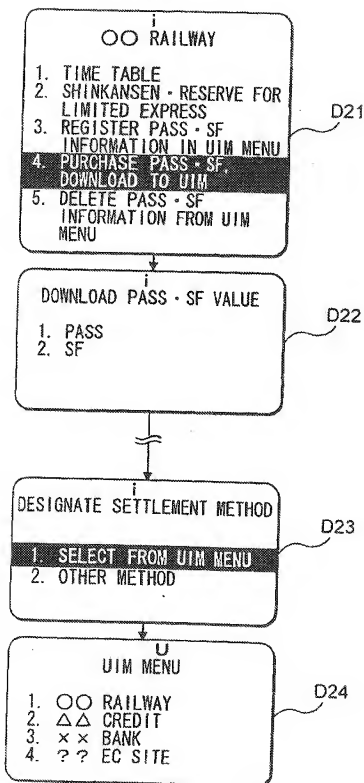 i
○○ RAILWAY
1. TIME TABLE
2. SHINKANSEN・RESERVE FOR
LIMITED EXPRESS
3. REGISTER PASS・SF
INFORMATION IN UIM MENU
4. PURCHASE PASS・SF,
DOWNLOAD TO UIM
5. DELETE PASS・SF
INFORMATION FROM UIM
MENU
D21
i
DOWNLOAD PASS・SF VALUE
1. PASS
2. SF
D22
i
DESIGNATE SETTLEMENT METHOD
1. SELECT FROM UIM MENU
2. OTHER METHOD
D23
U
UIM MENU
1. ○○ RAILWAY
2. △△ CREDIT
3. ×× BANK
4. ?? EC SITE
D24